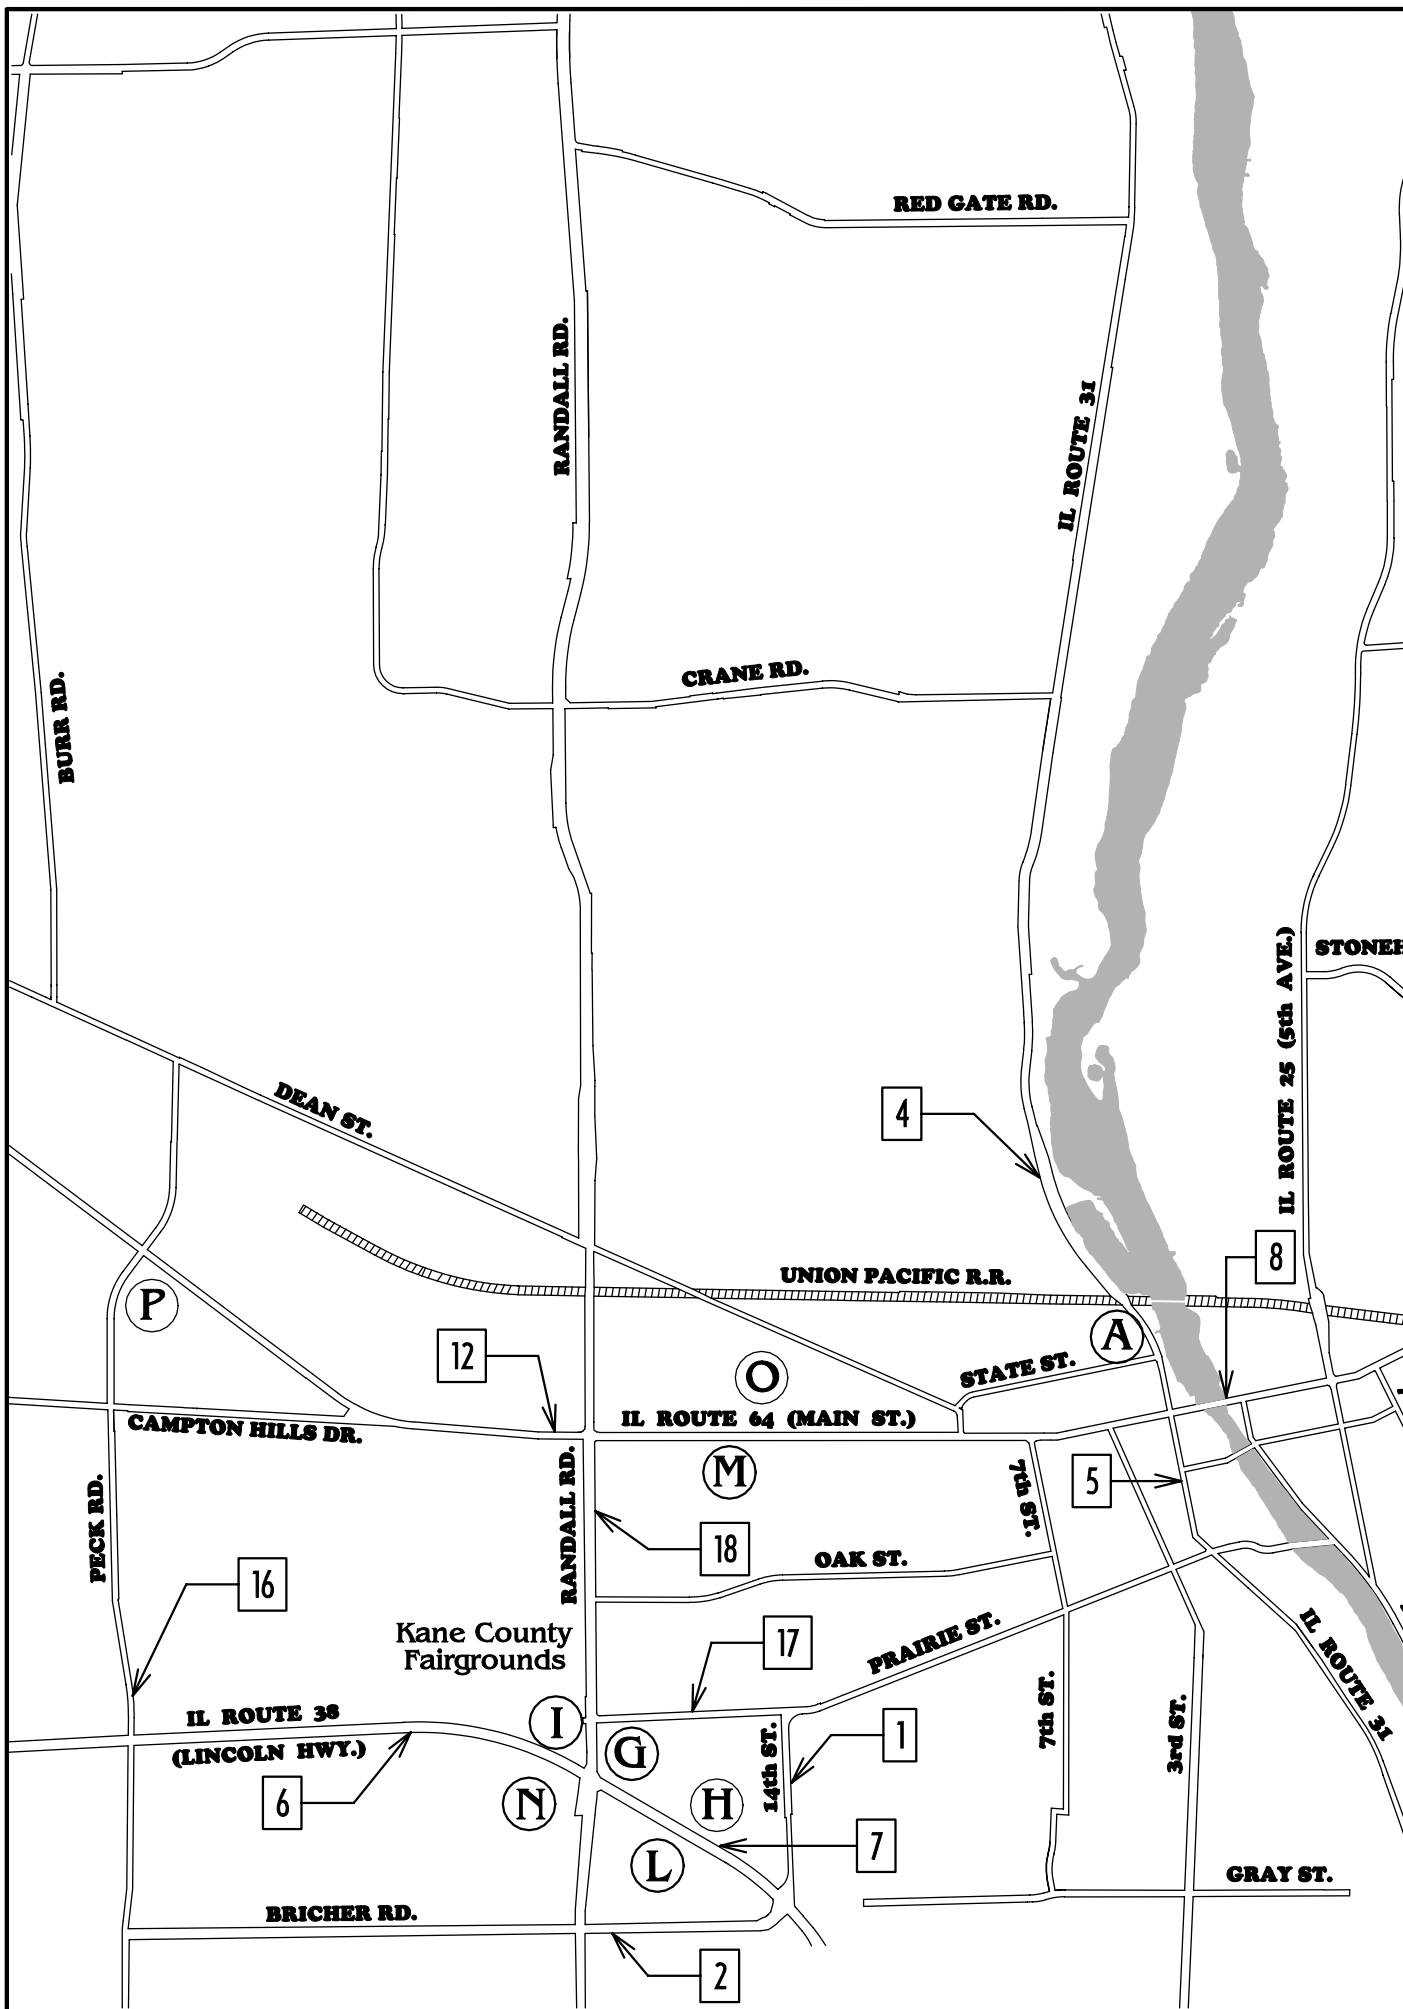 RED GATE RD.
RANDALL RD.
IL ROUTE 31
CRANE RD.
BURR RD.
IL ROUTE 25 (5th AVE.)
STONEH
DEAN ST.
4
8
UNION PACIFIC R.R.
P
A
12
O
STATE ST.
IL ROUTE 64 (MAIN ST.)
CAMPTON HILLS DR.
M
7th ST.
5
PECK RD.
RANDALL RD.
18
OAK ST.
16
Kane County
Fairgrounds
17
PRAIRIE ST.
IL ROUTE 31
IL ROUTE 38
(LINCOLN HWY.)
I
G
14th ST.
1
7th ST.
3rd ST.
6
N
H
7
L
GRAY ST.
BRICHER RD.
2